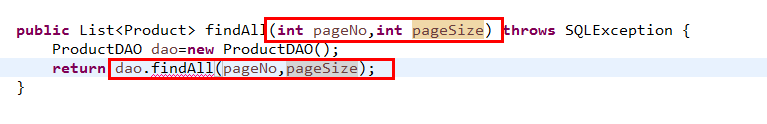 public List<Product> findAll(int pageNo,int pageSize) throws SQLException {
ProductDAO dao=new ProductDAO();
return dao.findAll(pageNo,pageSize);
}